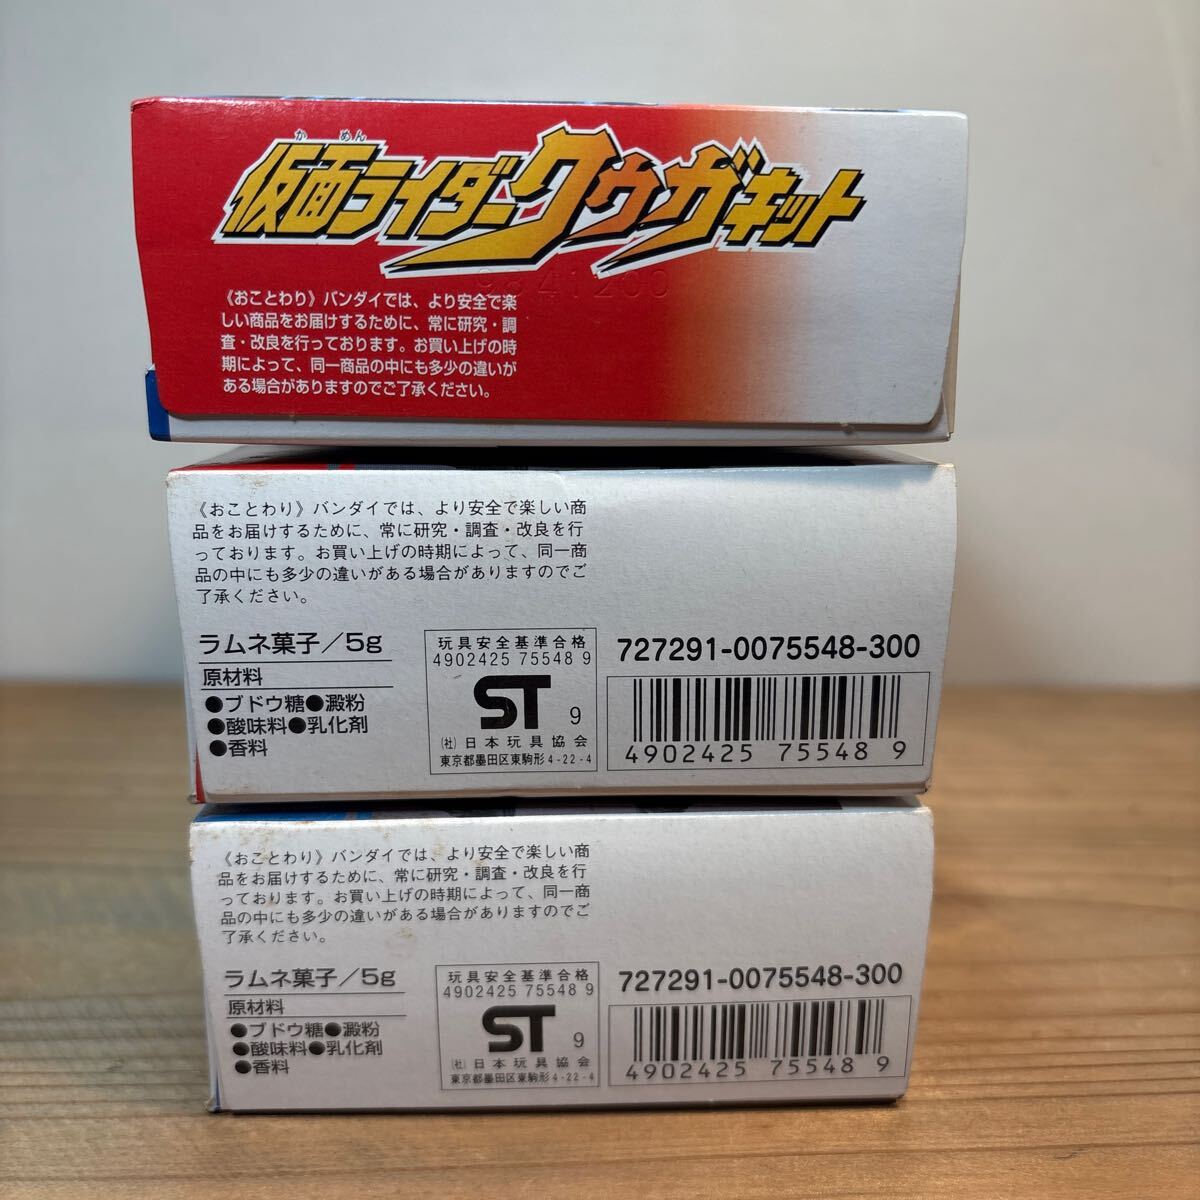 かめん
仮面ライダークウガキット
9841200
《おことわり》バンダイでは、より安全で楽
しい商品をお届けするために、常に研究・調
査・改良を行っております。お買い上げの時
期によって、同一商品の中にも多少の違いが
ある場合がありますのでご了承ください。
《おことわり》バンダイでは、より安全で楽しい商
品をお届けするために、常に研究・調査・改良を行
っております。お買い上げの時期によって、同一商
品の中にも多少の違いがある場合がありますのでご
了承ください。
ラムネ菓子/5g
原材料
●ブドウ糖●澱粉
●酸味料●乳化剤
●香料
玩具安全基準合格
4902425 75548 9
ST 9
(社)日本玩具協会
東京都墨田区東駒形4-22-4
727291-0075548-300
4902425 75548 9
《おことわり》バンダイでは、より安全で楽しい商
品をお届けするために、常に研究・調査・改良を行
っております。お買い上げの時期によって、同一商
品の中にも多少の違いがある場合がありますのでご
了承ください。
ラムネ菓子/5g
原材料
●ブドウ糖●澱粉
●酸味料●乳化剤
●香料
玩具安全基準合格
4902425 75548 9
ST 9
(社)日本玩具協会
東京都墨田区東駒形4-22-4
727291-0075548-300
4902425 75548 9